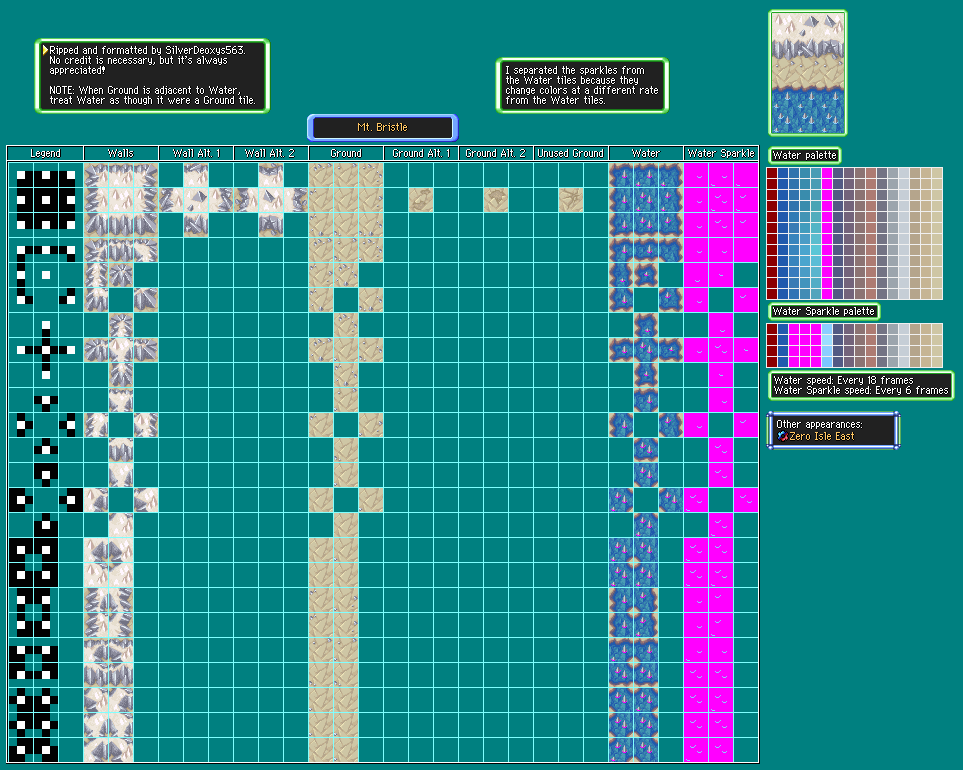 Ripped and formatted by SilverDeoxys563.
No credit is necessary, but it's always
appreciated!
NOTE: When Ground is adjacent to Water,
treat Water as though it were a Ground tile.
I separated the sparkles from
the Water tiles because they
change colors at a different rate
from the Water tiles.
Mt. Bristle
Legend
Walls
Wall Alt. 1
Wall Alt. 2
Ground
Ground Alt. 1
Ground Alt. 2
Unused Ground
Water
Water Sparkle
Water palette
Water Sparkle palette
Water speed: Every 18 frames
Water Sparkle speed: Every 6 frames
Other appearances:
Zero Isle East